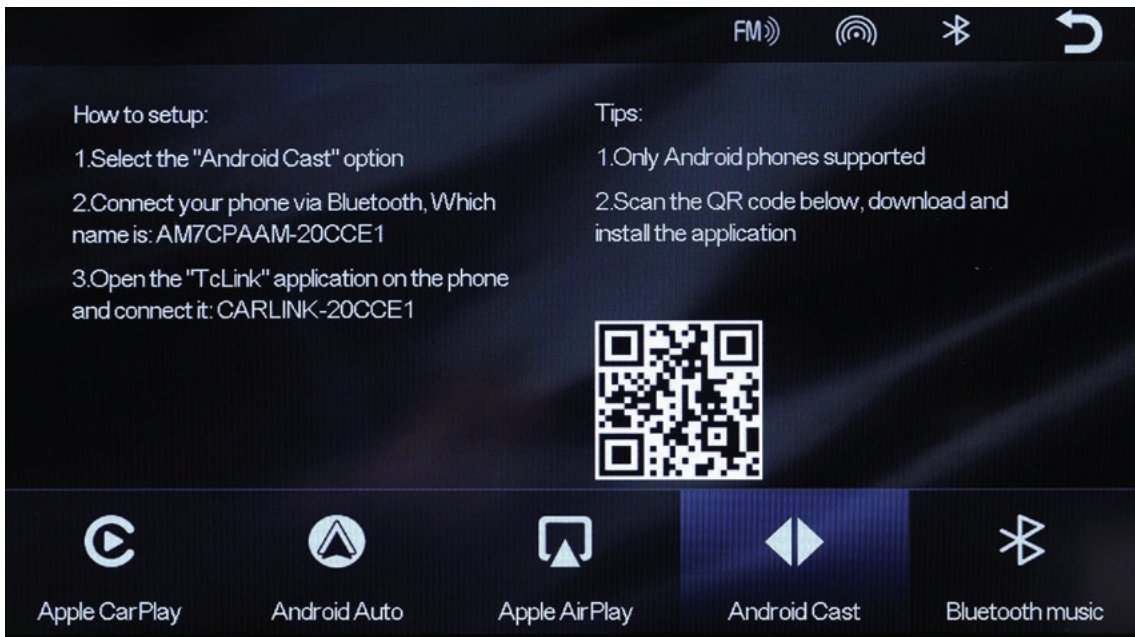 FM
How to setup:
1.Select the "Android Cast" option
2.Connect your phone via Bluetooth, Which
name is: AM7CPAAM-20CCE1
3.Open the "TcLink" application on the phone
and connect it: CARLINK-20CCE1
Tips:
1.Only Android phones supported
2.Scan the QR code below, download and
install the application
Apple CarPlay
Android Auto
Apple AirPlay
Android Cast
Bluetooth music